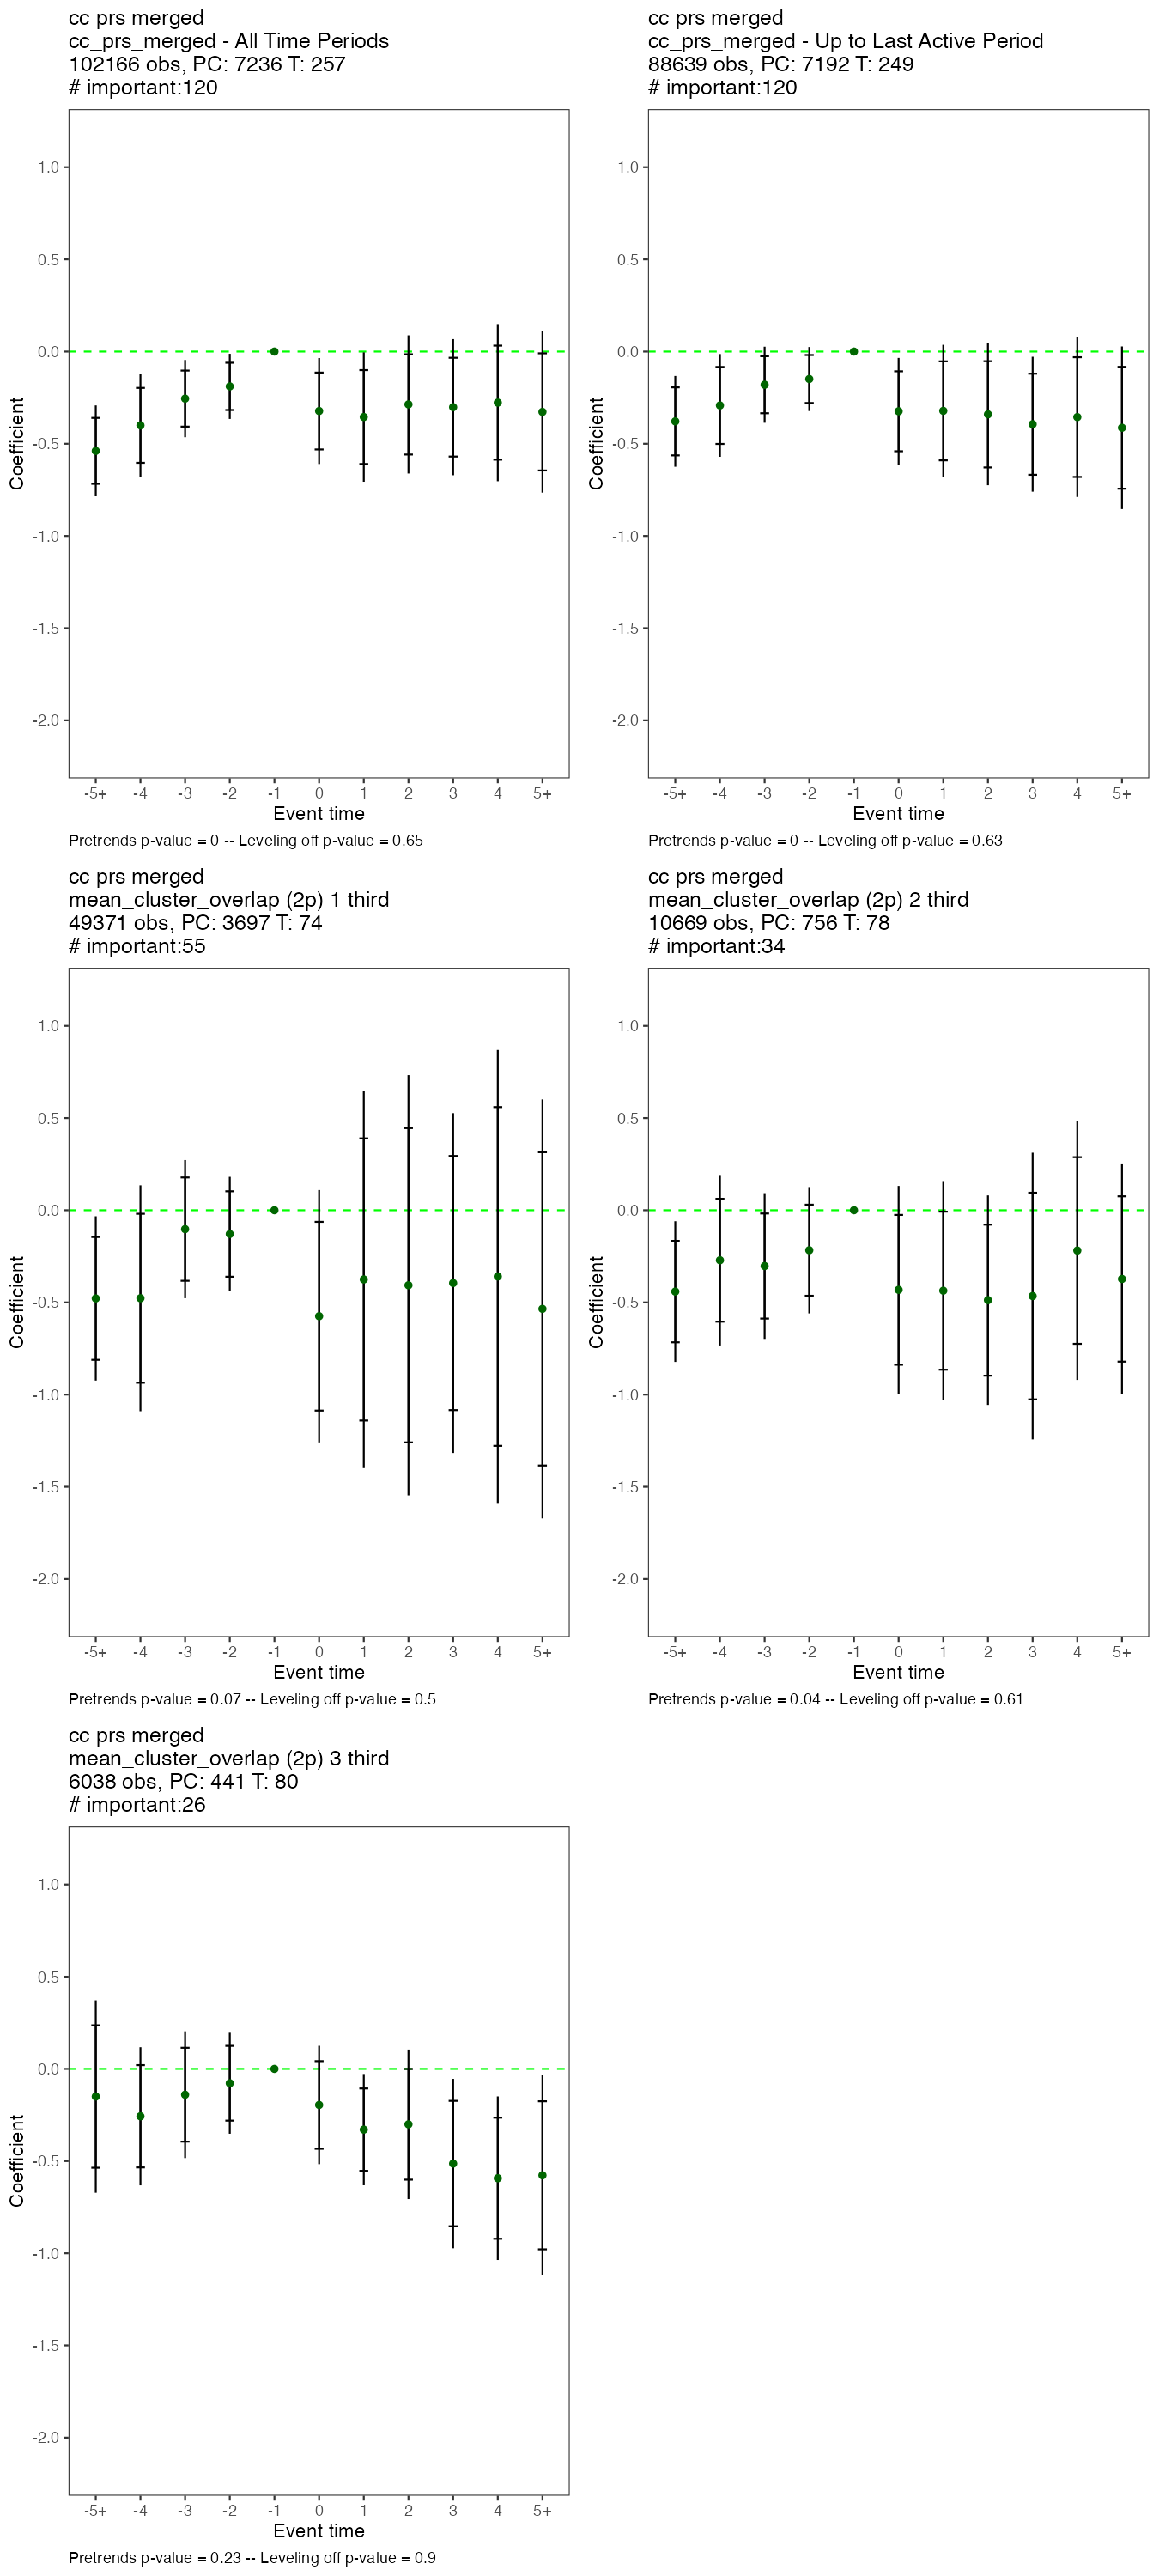 cc prs merged
cc_prs_merged - All Time Periods
102166 obs, PC: 7236 T: 257
# important:120
1.0
0.5
0.0
-0.5
-1.0
-1.5
-2.0
Coefficient
-5+ -4 -3 -2 -1 0 1 2 3 4 5+
Event time
Pretrends p-value = 0 -- Leveling off p-value = 0.65
cc prs merged
cc_prs_merged - Up to Last Active Period
88639 obs, PC: 7192 T: 249
# important:120
1.0
0.5
0.0
-0.5
-1.0
-1.5
-2.0
Coefficient
-5+ -4 -3 -2 -1 0 1 2 3 4 5+
Event time
Pretrends p-value = 0 -- Leveling off p-value = 0.63
cc prs merged
mean_cluster_overlap (2p) 1 third
49371 obs, PC: 3697 T: 74
# important:55
1.0
0.5
0.0
-0.5
-1.0
-1.5
-2.0
Coefficient
-5+ -4 -3 -2 -1 0 1 2 3 4 5+
Event time
Pretrends p-value = 0.07 -- Leveling off p-value = 0.5
cc prs merged
mean_cluster_overlap (2p) 2 third
10669 obs, PC: 756 T: 78
# important:34
1.0
0.5
0.0
-0.5
-1.0
-1.5
-2.0
Coefficient
-5+ -4 -3 -2 -1 0 1 2 3 4 5+
Event time
Pretrends p-value = 0.04 -- Leveling off p-value = 0.61
cc prs merged
mean_cluster_overlap (2p) 3 third
6038 obs, PC: 441 T: 80
# important:26
1.0
0.5
0.0
-0.5
-1.0
-1.5
-2.0
Coefficient
-5+ -4 -3 -2 -1 0 1 2 3 4 5+
Event time
Pretrends p-value = 0.23 -- Leveling off p-value = 0.9